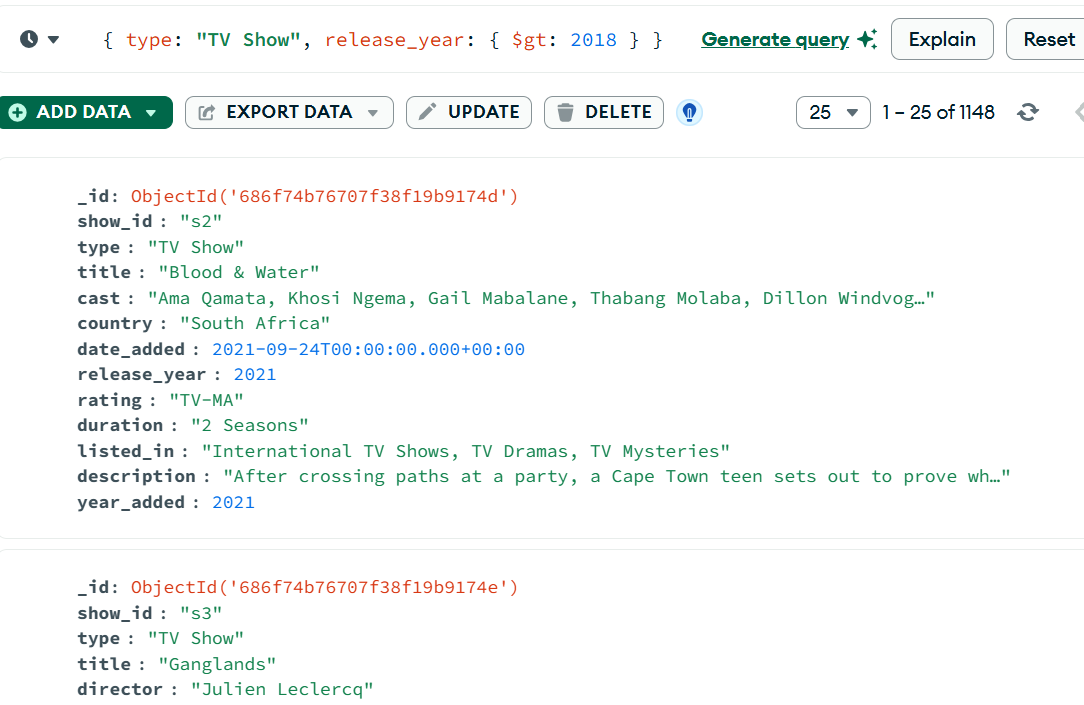 { type: "TV Show", release_year: { $gt: 2018 } } Generate query Explain Reset
ADD DATA EXPORT DATA UPDATE DELETE 25 1 – 25 of 1148
_id: ObjectId('686f74b76707f38f19b9174d')
show_id : "s2"
type : "TV Show"
title : "Blood & Water"
cast : "Ama Qamata, Khosi Ngema, Gail Mabalane, Thabang Molaba, Dillon Windvog…"
country : "South Africa"
date_added : 2021-09-24T00:00:00.000+00:00
release_year : 2021
rating : "TV-MA"
duration : "2 Seasons"
listed_in : "International TV Shows, TV Dramas, TV Mysteries"
description : "After crossing paths at a party, a Cape Town teen sets out to prove wh…"
year_added : 2021
_id: ObjectId('686f74b76707f38f19b9174e')
show_id : "s3"
type : "TV Show"
title : "Ganglands"
director : "Julien Leclercq"